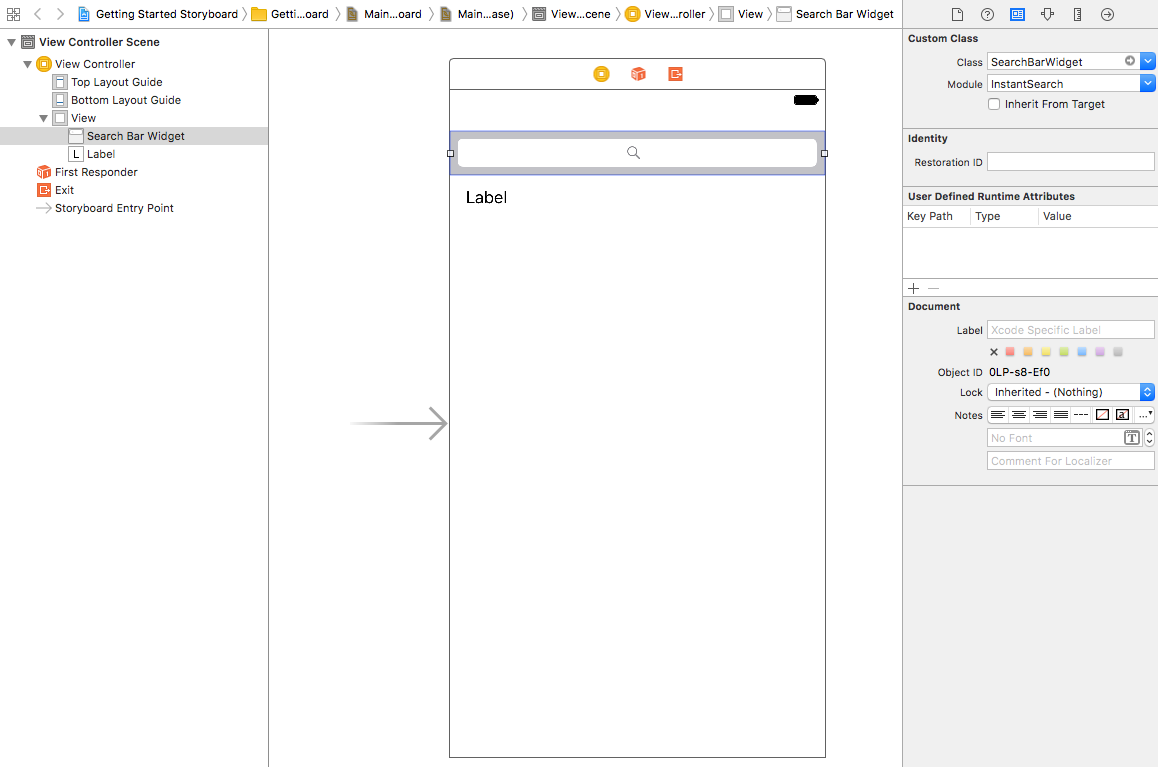 Getting Started Storyboard Getti...oard Main...oard Main...ase) View...cene View...roller View Search Bar Widget
View Controller Scene
View Controller
Top Layout Guide
Bottom Layout Guide
View
Search Bar Widget
L Label
First Responder
Exit
Storyboard Entry Point
Label
Custom Class
Class SearchBarWidget
Module InstantSearch
Inherit From Target
Identity
Restoration ID
User Defined Runtime Attributes
Key Path Type Value
Document
Label Xcode Specific Label
Object ID 0LP-s8-Ef0
Lock Inherited - (Nothing)
Notes
No Font T
Comment For Localizer